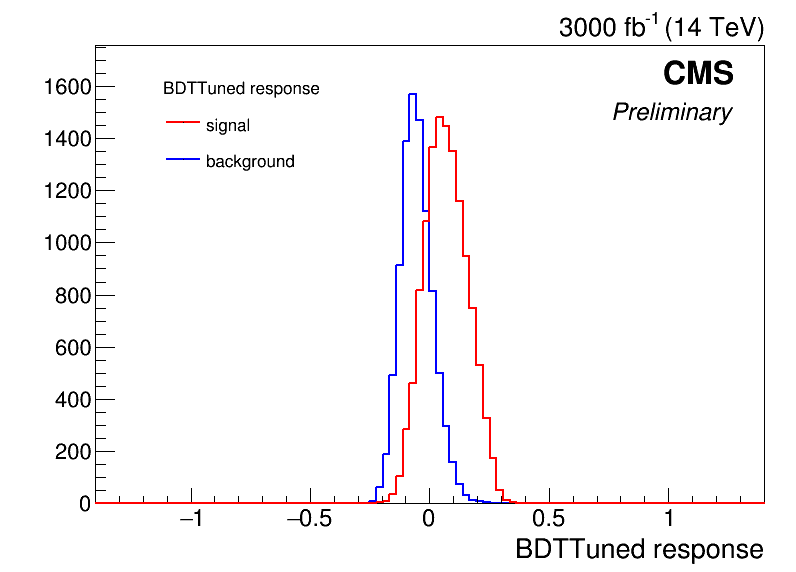 3000 fb-1 (14 TeV)
CMS
Preliminary
BDTTuned response
signal
background
1600
1400
1200
1000
800
600
400
200
0
−1 −0.5 0 0.5 1
BDTTuned response